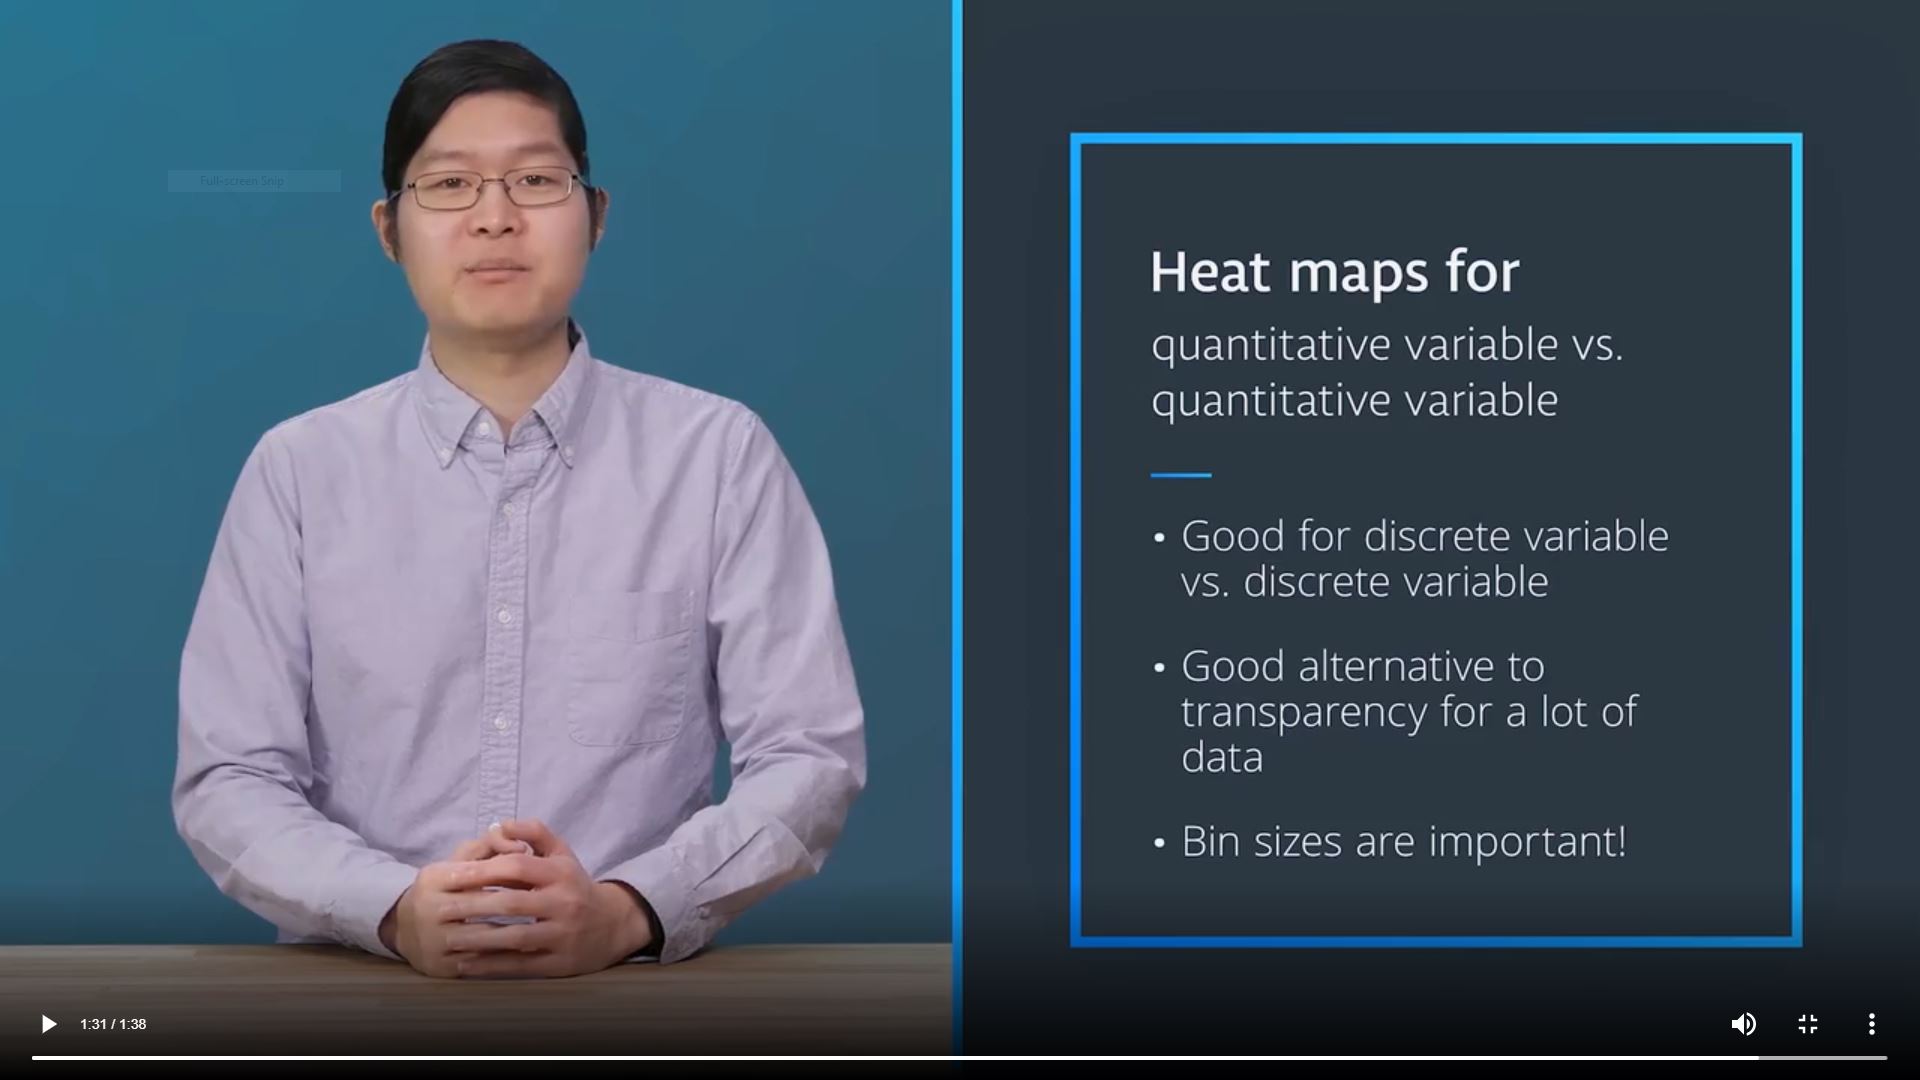 Full-screen Snip
Heat maps for
quantitative variable vs.
quantitative variable
• Good for discrete variable
vs. discrete variable
• Good alternative to
transparency for a lot of
data
• Bin sizes are important!
1:31 / 1:38